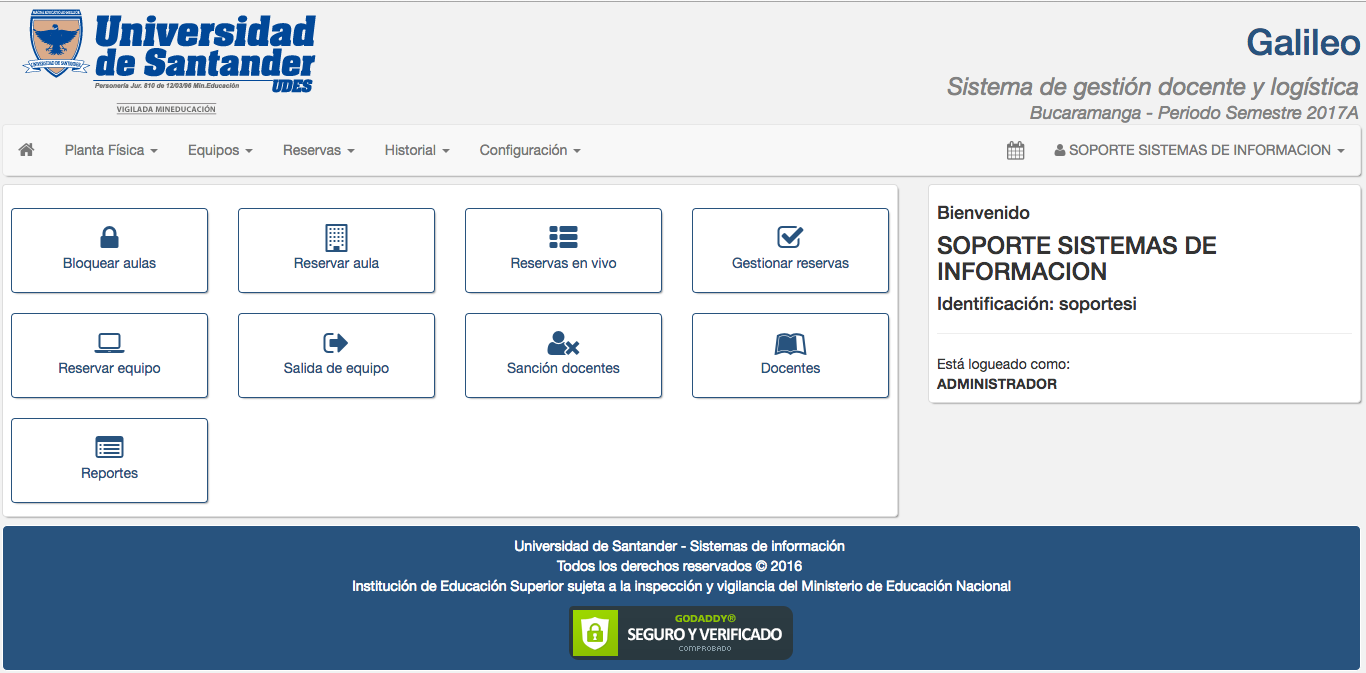 Universidad
de Santander
UDES
Personería Jur. 810 de 12/03/96 Min.Educación
VIGILADA MINEDUCACIÓN
Galileo
Sistema de gestión docente y logística
Bucaramanga - Periodo Semestre 2017A
Planta Física Equipos Reservas Historial Configuración SOPORTE SISTEMAS DE INFORMACION
Bloquear aulas
Reservar aula
Reservas en vivo
Gestionar reservas
Reservar equipo
Salida de equipo
Sanción docentes
Docentes
Reportes
Bienvenido
SOPORTE SISTEMAS DE
INFORMACION
Identificación: soportesi
Está logueado como:
ADMINISTRADOR
Universidad de Santander - Sistemas de información
Todos los derechos reservados © 2016
Institución de Educación Superior sujeta a la inspección y vigilancia del Ministerio de Educación Nacional
GODADDY®
SEGURO Y VERIFICADO
COMPROBADO